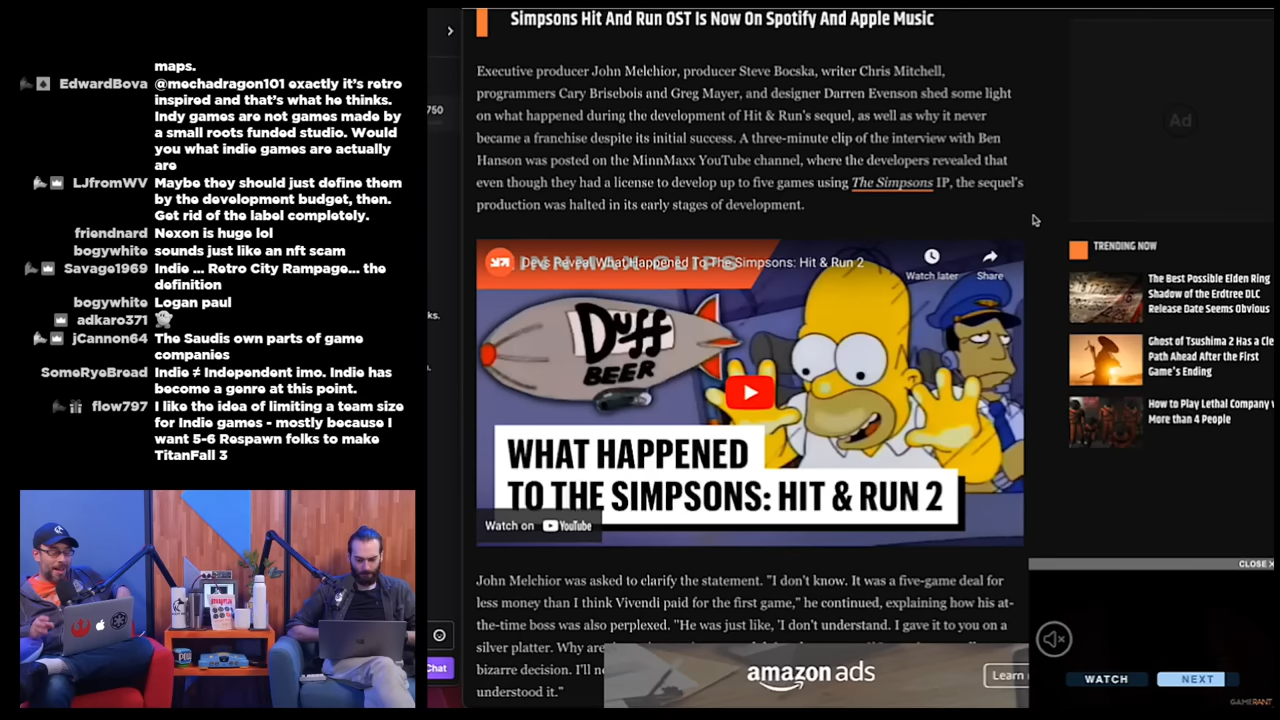 maps.
EdwardBova @mechadragon101 exactly it's retro
inspired and that's what he thinks.
Indy games are not games made by
a small roots funded studio. Would
you what indie games are actually
are
LJfromWV Maybe they should just define them
by the development budget, then.
Get rid of the label completely.
friendnard Nexon is huge lol
bogywhite sounds just like an nft scam
Savage1969 Indie ... Retro City Rampage... the
definition
bogywhite Logan paul
adkaro371
jCannon64 The Saudis own parts of game
companies
SomeRyeBread Indie ≠ Independent imo. Indie has
become a genre at this point.
flow797 I like the idea of limiting a team size
for Indie games - mostly because I
want 5-6 Respawn folks to make
TitanFall 3
750
ks.
Chat
Simpsons Hit And Run OST Is Now On Spotify And Apple Music
Executive producer John Melchior, producer Steve Bocska, writer Chris Mitchell,
programmers Cary Brisebois and Greg Mayer, and designer Darren Evenson shed some light
on what happened during the development of Hit & Run's sequel, as well as why it never
became a franchise despite its initial success. A three-minute clip of the interview with Ben
Hanson was posted on the MinnMaxx YouTube channel, where the developers revealed that
even though they had a license to develop up to five games using The Simpsons IP, the sequel's
production was halted in its early stages of development.
Devs Reveal What Happened To The Simpsons: Hit & Run 2
Watch later
Share
Duff
BEER
WHAT HAPPENED
TO THE SIMPSONS: HIT & RUN 2
Watch on YouTube
John Melchior was asked to clarify the statement. "I don't know. It was a five-game deal for
less money than I think Vivendi paid for the first game," he continued, explaining how his at-
the-time boss was also perplexed. "He was just like, 'I don't understand. I gave it to you on a
silver platter. Why are
bizarre decision. I'll ne
understood it."
amazon ads
Learn
Ad
TRENDING NOW
The Best Possible Elden Ring
Shadow of the Erdtree DLC
Release Date Seems Obvious
Ghost of Tsushima 2 Has a Cle
Path Ahead After the First
Game's Ending
How to Play Lethal Company
More than 4 People
CLOSE X
WATCH
NEXT
GAMERANT